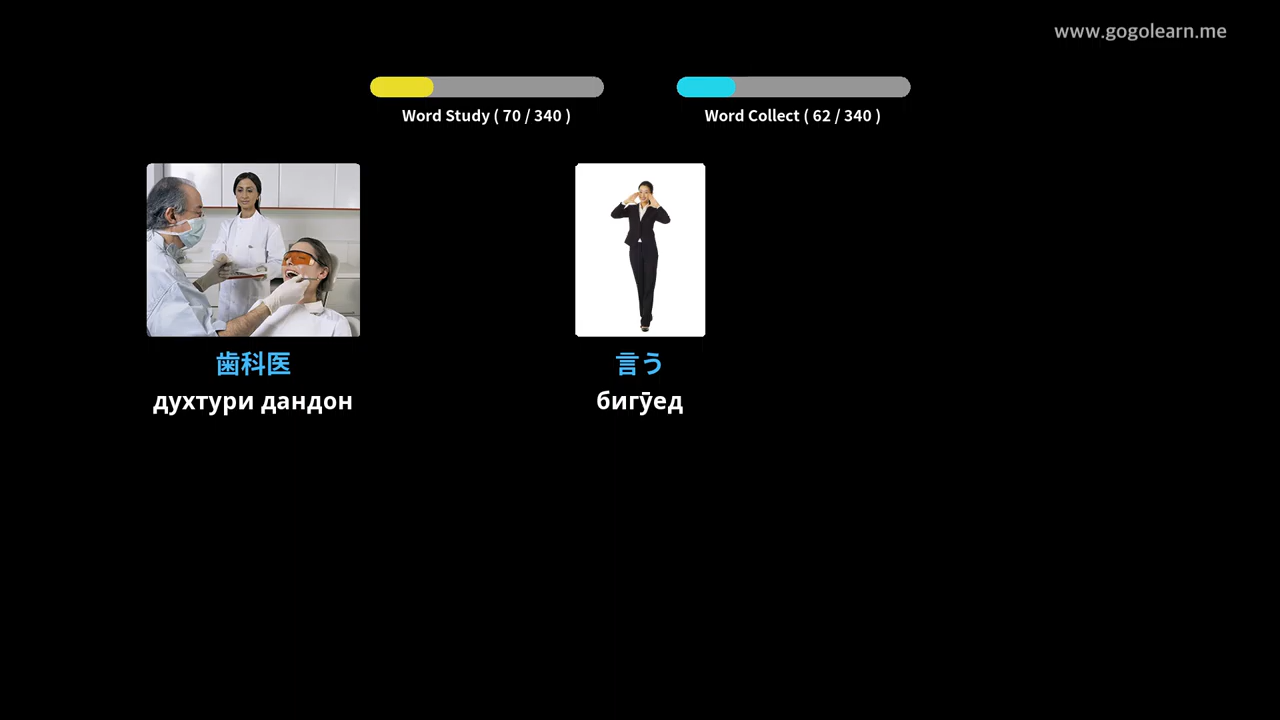 www.gogolearn.me
Word Study ( 70 / 340 )
Word Collect ( 62 / 340 )
歯科医
духтури дандон
言う
бигӯед